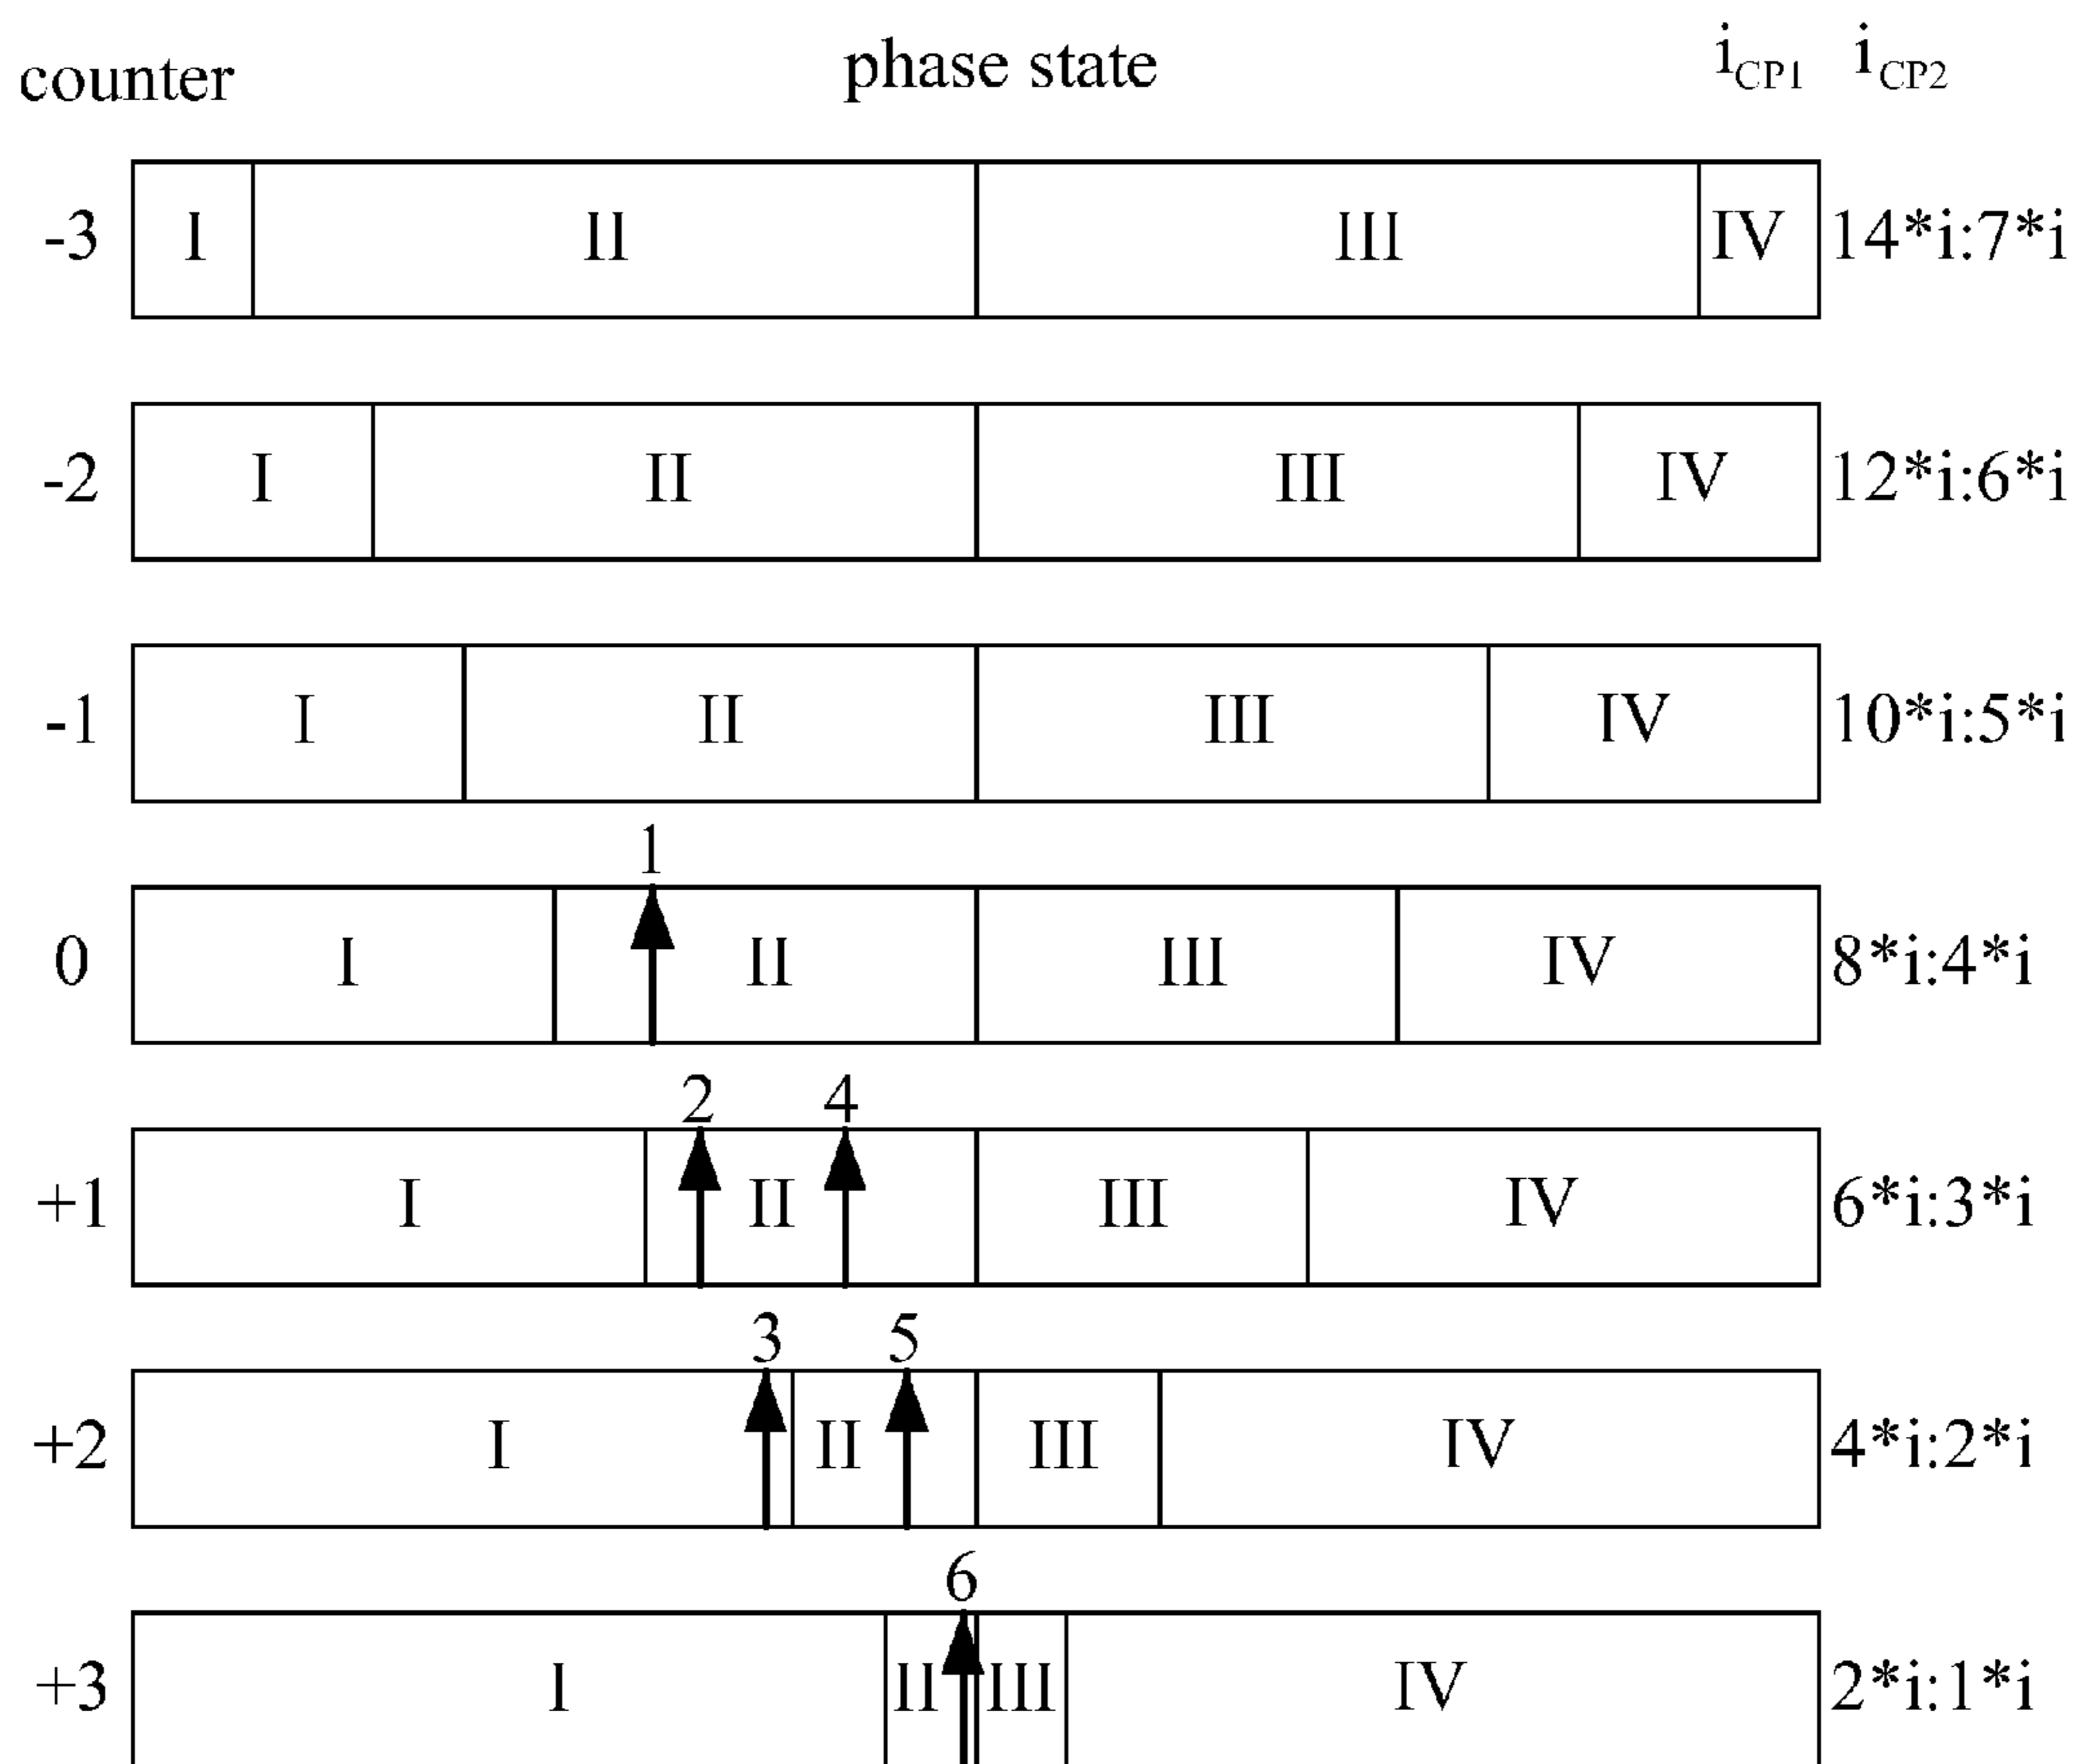 counter phase state iCP1 iCP2
-3 I II III IV 14*i:7*i
-2 I II III IV 12*i:6*i
-1 I II III IV 10*i:5*i
1
0 I II III IV 8*i:4*i
2 4
+1 I II III IV 6*i:3*i
3 5
+2 I II III IV 4*i:2*i
6
+3 I II III IV 2*i:1*i